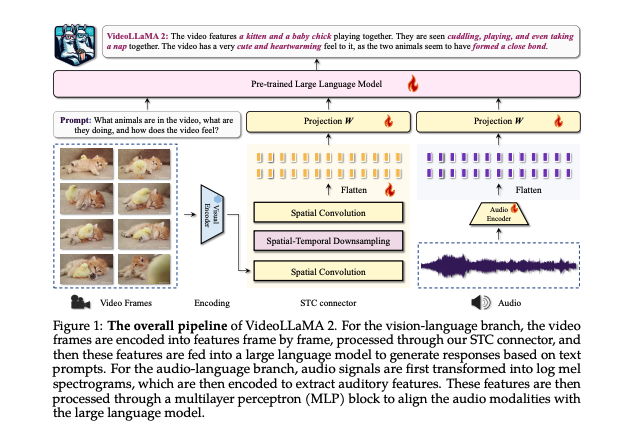 VideoLLaMA 2: The video features a kitten and a baby chick playing together. They are seen cuddling, playing, and even taking
a nap together. The video has a very cute and heartwarming feel to it, as the two animals seem to have formed a close bond.
Pre-trained Large Language Model
Prompt: What animals are in the video, what are
they doing, and how does the video feel?
Projection W
Projection W
Flatten
Flatten
Visual
Encoder
Spatial Convolution
Spatial-Temporal Downsampling
Spatial Convolution
Audio
Encoder
Video Frames
Encoding
STC connector
Audio
Figure 1: The overall pipeline of VideoLLaMA 2. For the vision-language branch, the video
frames are encoded into features frame by frame, processed through our STC connector, and
then these features are fed into a large language model to generate responses based on text
prompts. For the audio-language branch, audio signals are first transformed into log mel
spectrograms, which are then encoded to extract auditory features. These features are then
processed through a multilayer perceptron (MLP) block to align the audio modalities with
the large language model.